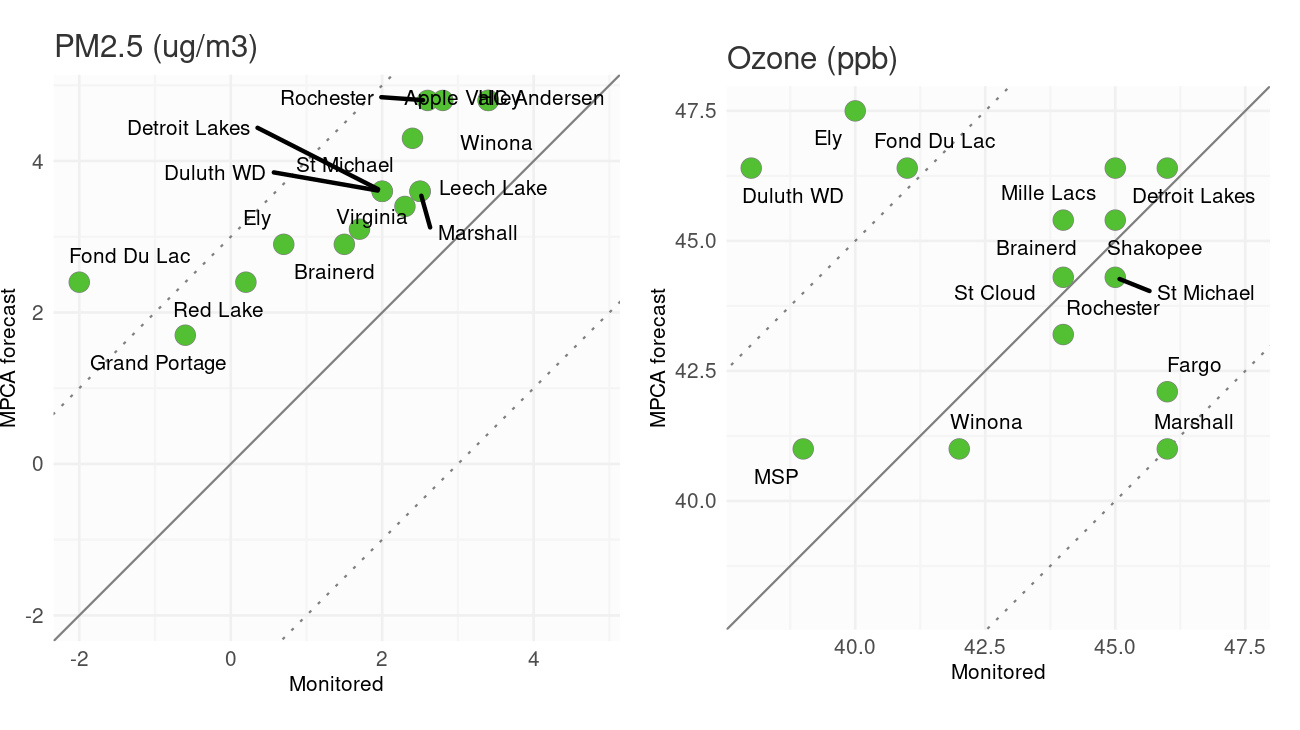 PM2.5 (ug/m3)
Rochester
Apple Valley
Andersen
Detroit Lakes
Winona
St Michael
Duluth WD
Leech Lake
Ely
Virginia
Marshall
Fond Du Lac
Brainerd
Red Lake
Grand Portage
4
2
0
-2
-2 0 2 4
Monitored
MPCA forecast
Ozone (ppb)
Ely
Fond Du Lac
Duluth WD
Mille Lacs
Detroit Lakes
Brainerd
Shakopee
St Cloud
St Michael
Rochester
Fargo
Winona
Marshall
MSP
47.5
45.0
42.5
40.0
40.0 42.5 45.0 47.5
Monitored
MPCA forecast